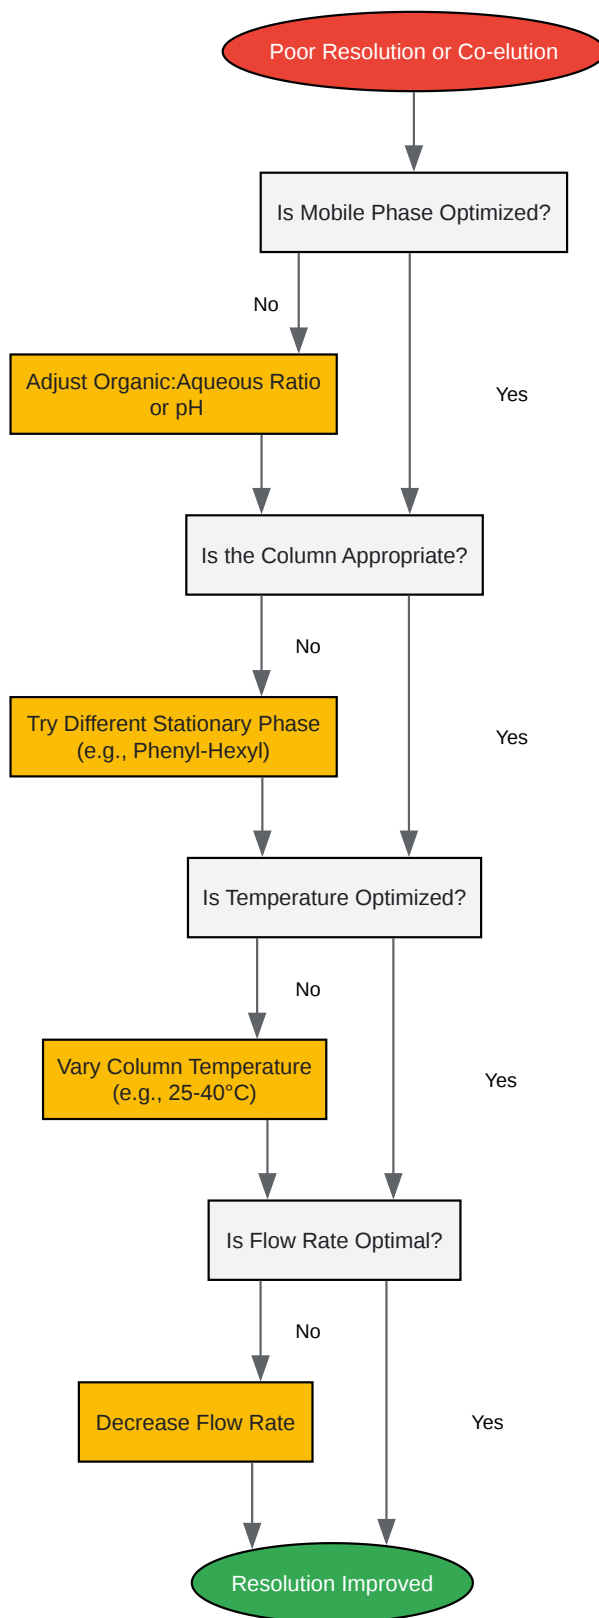 Poor Resolution or Co-elution
Is Mobile Phase Optimized?
No
Adjust Organic:Aqueous Ratio
or pH
Yes
Is the Column Appropriate?
No
Try Different Stationary Phase
(e.g., Phenyl-Hexyl)
Yes
Is Temperature Optimized?
No
Vary Column Temperature
(e.g., 25-40°C)
Yes
Is Flow Rate Optimal?
No
Decrease Flow Rate
Yes
Resolution Improved